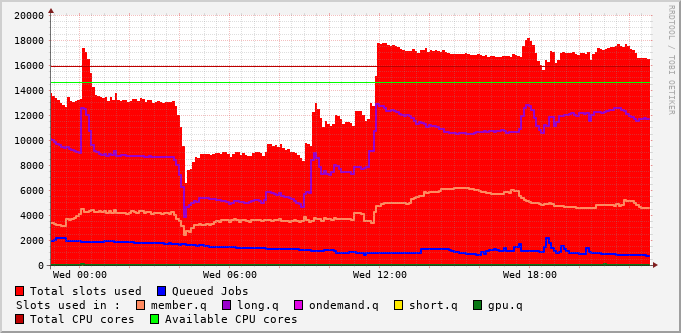 20000
18000
16000
14000
12000
10000
8000
6000
4000
2000
0
Wed 00:00 Wed 06:00 Wed 12:00 Wed 18:00
RRDTOOL / TOBI OETIKER
Total slots used Queued Jobs
Slots used in : member.q long.q ondemand.q short.q gpu.q
Total CPU cores Available CPU cores